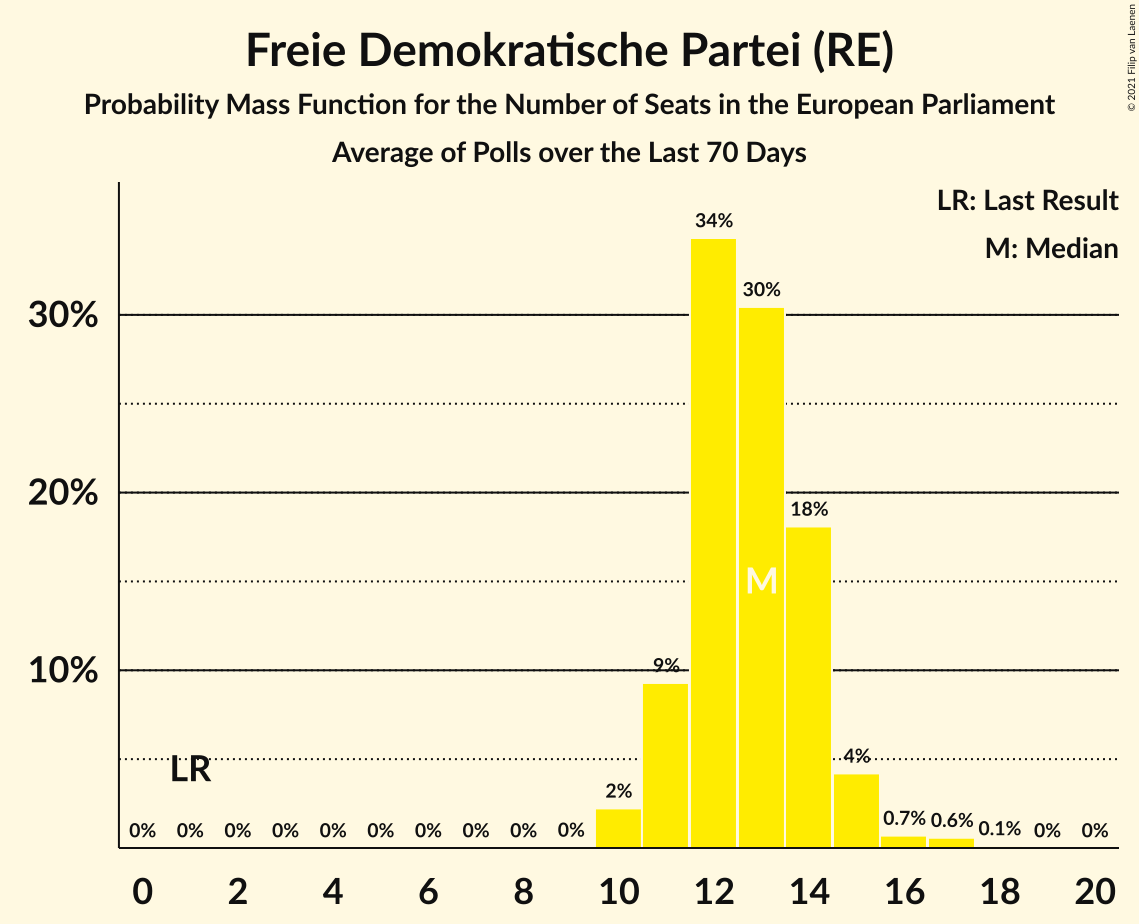 Freie Demokratische Partei (RE)
Probability Mass Function for the Number of Seats in the European Parliament
Average of Polls over the Last 70 Days
© 2021 Filip van Laenen
LR: Last Result
M: Median
34%
30%
30%
20%
18%
M
10%
9%
LR
4%
2%
0.7% 0.6% 0.1%
0% 0% 0% 0% 0% 0% 0% 0% 0% 0% 0% 0%
0 2 4 6 8 10 12 14 16 18 20